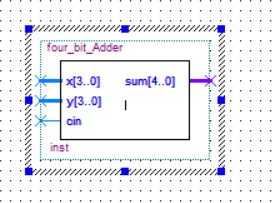 four_bit_Adder
x[3..0] sum[4..0]
y[3..0]
cin
inst